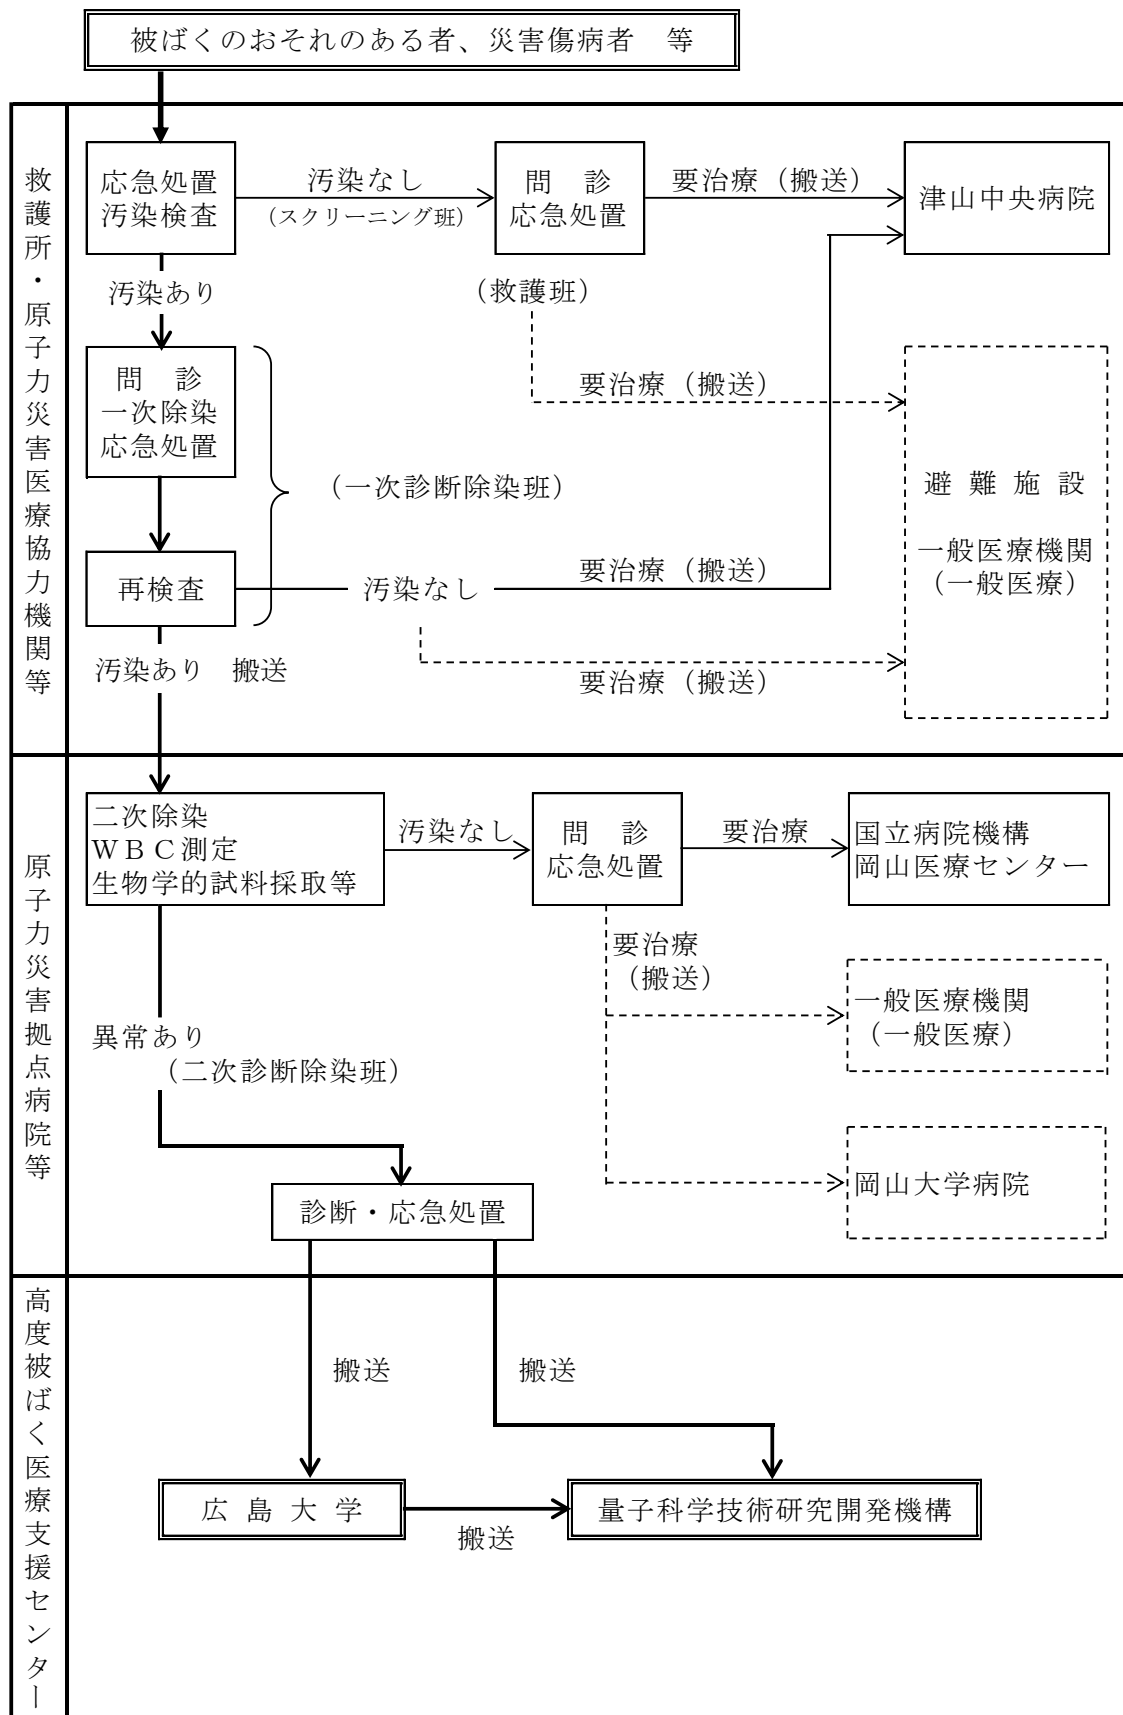 被ばくのおそれのある者、災害傷病者　等
救護所・原子力災害医療協力機関等
応急処置
汚染検査
汚染なし
（スクリーニング班）
問　診
応急処置
要治療（搬送）
津山中央病院
汚染あり
（救護班）
問　診
一次除染
応急処置
要治療（搬送）
（一次診断除染班）
避 難 施 設
一般医療機関
（一般医療）
再検査
汚染なし
要治療（搬送）
汚染あり　搬送
要治療（搬送）
原子力災害拠点病院等
二次除染
ＷＢＣ測定
生物学的試料採取等
汚染なし
問　診
応急処置
要治療
国立病院機構
岡山医療センター
要治療
（搬送）
一般医療機関
（一般医療）
異常あり
（二次診断除染班）
岡山大学病院
診断・応急処置
高度被ばく医療支援センター
搬送
搬送
広 島 大 学
搬送
量子科学技術研究開発機構